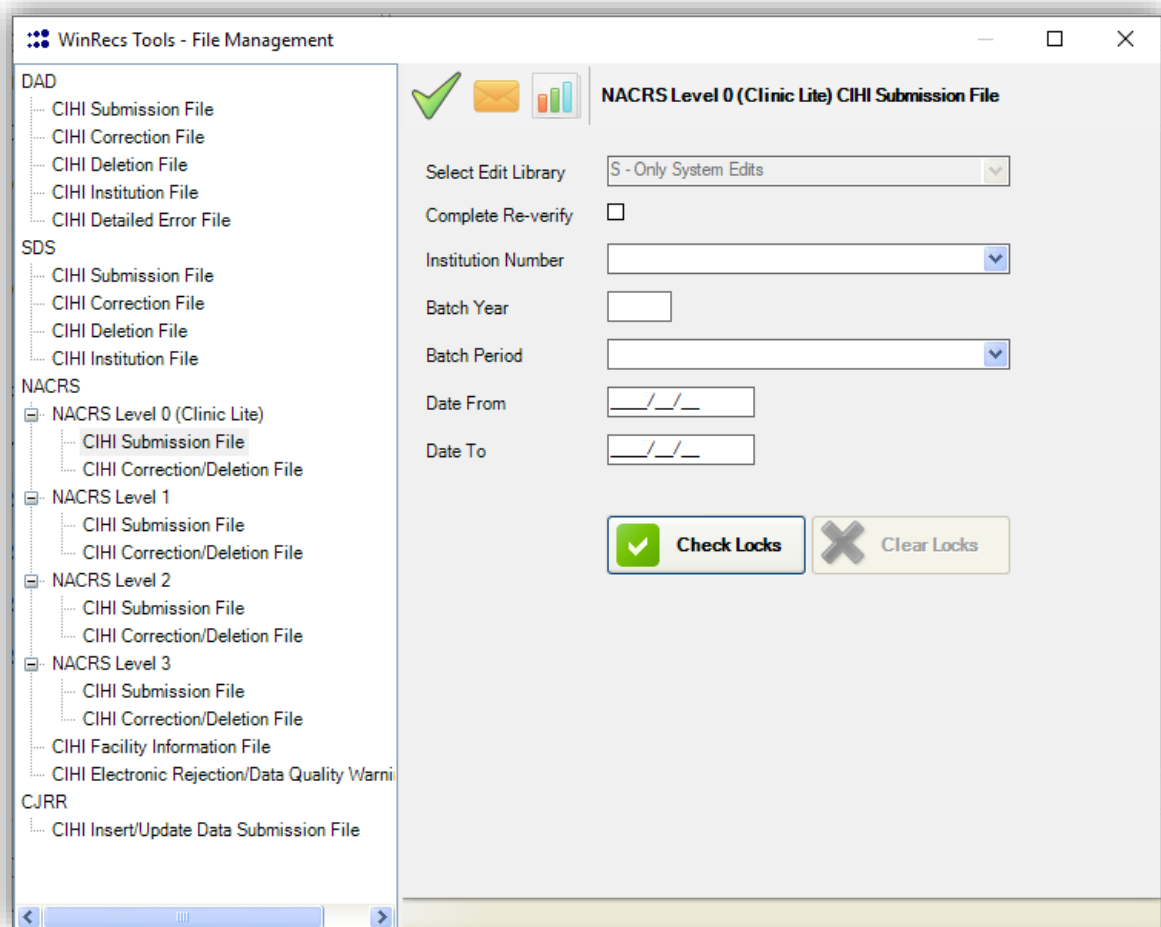 WinRecs Tools - File Management
DAD
CIHI Submission File
CIHI Correction File
CIHI Deletion File
CIHI Institution File
CIHI Detailed Error File
SDS
CIHI Submission File
CIHI Correction File
CIHI Deletion File
CIHI Institution File
NACRS
NACRS Level 0 (Clinic Lite)
CIHI Submission File
CIHI Correction/Deletion File
NACRS Level 1
CIHI Submission File
CIHI Correction/Deletion File
NACRS Level 2
CIHI Submission File
CIHI Correction/Deletion File
NACRS Level 3
CIHI Submission File
CIHI Correction/Deletion File
CIHI Facility Information File
CIHI Electronic Rejection/Data Quality Warni
CJRR
CIHI Insert/Update Data Submission File
NACRS Level 0 (Clinic Lite) CIHI Submission File
Select Edit Library
S - Only System Edits
Complete Re-verify
Institution Number
Batch Year
Batch Period
Date From
____/__/__
Date To
____/__/__
Check Locks
Clear Locks